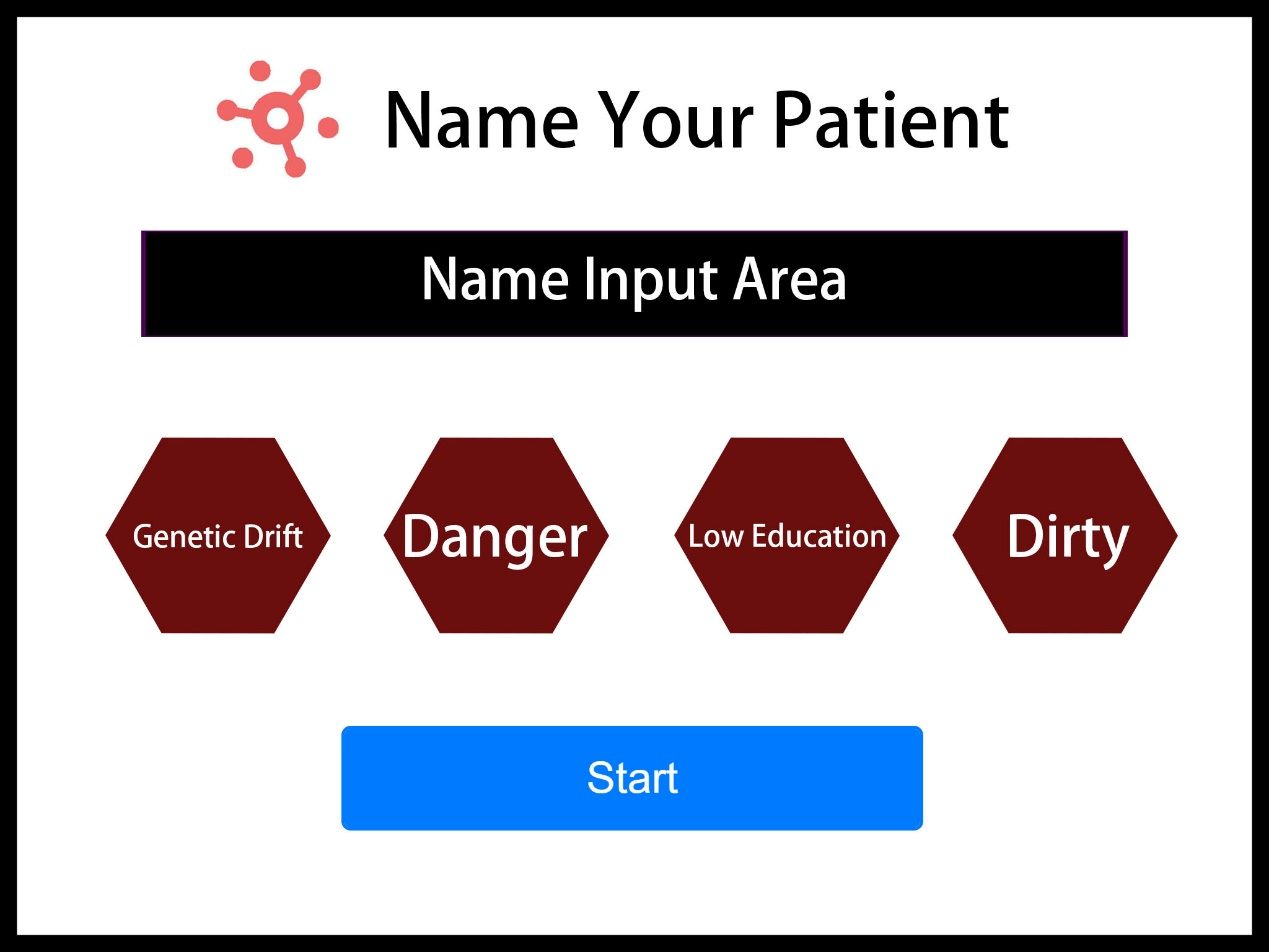 Name Your Patient
Name Input Area
Genetic Drift
Danger
Low Education
Dirty
Start